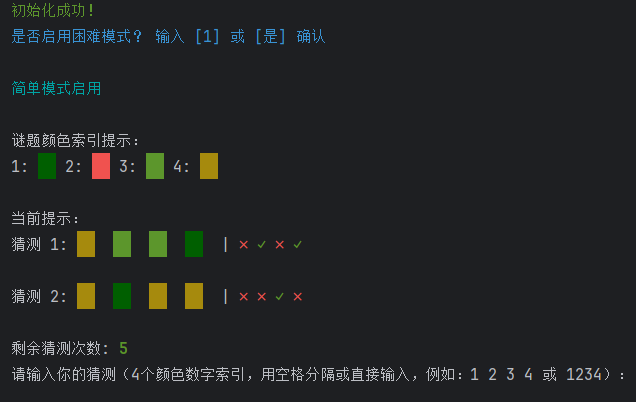 初始化成功!
是否启用困难模式? 输入 [1] 或 [是] 确认
简单模式启用
谜题颜色索引提示:
1: 2: 3: 4:
当前提示:
猜测 1: | ✗ ✓ ✗ ✓
猜测 2: | ✗ ✗ ✓ ✗
剩余猜测次数: 5
请输入你的猜测（4个颜色数字索引，用空格分隔或直接输入，例如：1 2 3 4 或 1234）：